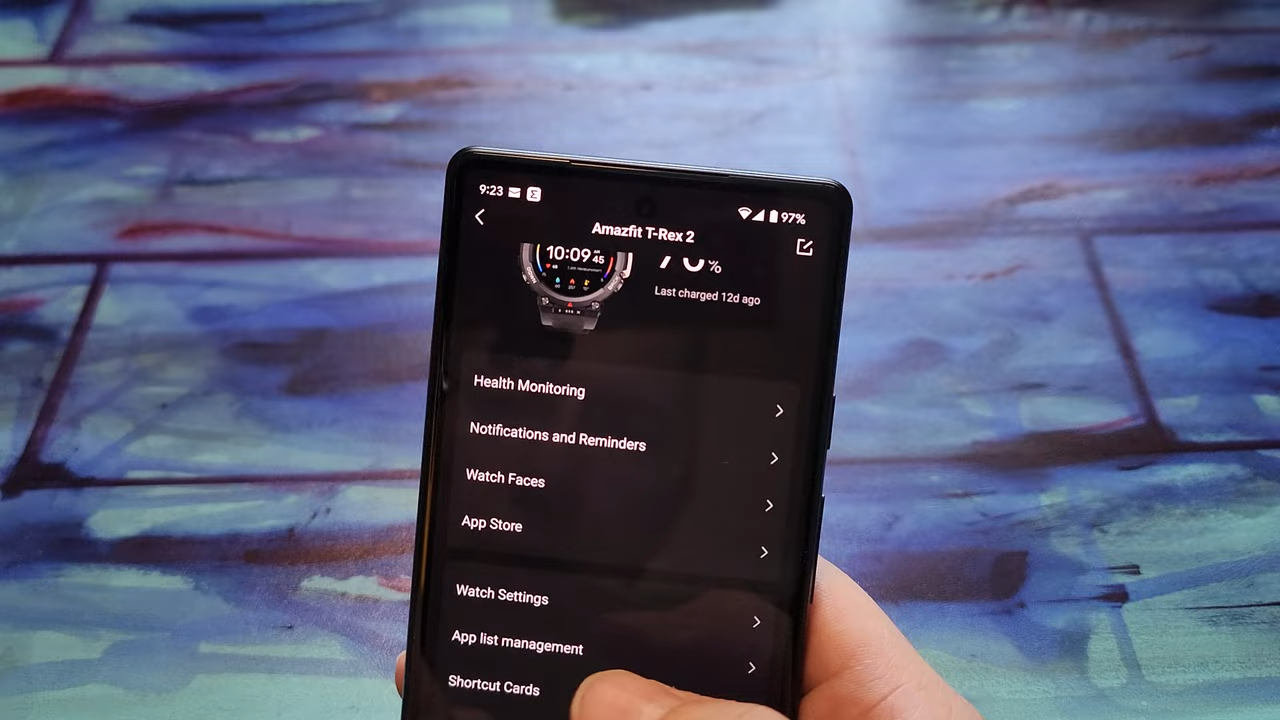 9:23
97%
Amazfit T-Rex 2
10:09 45
%
Last charged 12d ago
Health Monitoring
Notifications and Reminders
Watch Faces
App Store
Watch Settings
App list management
Shortcut Cards